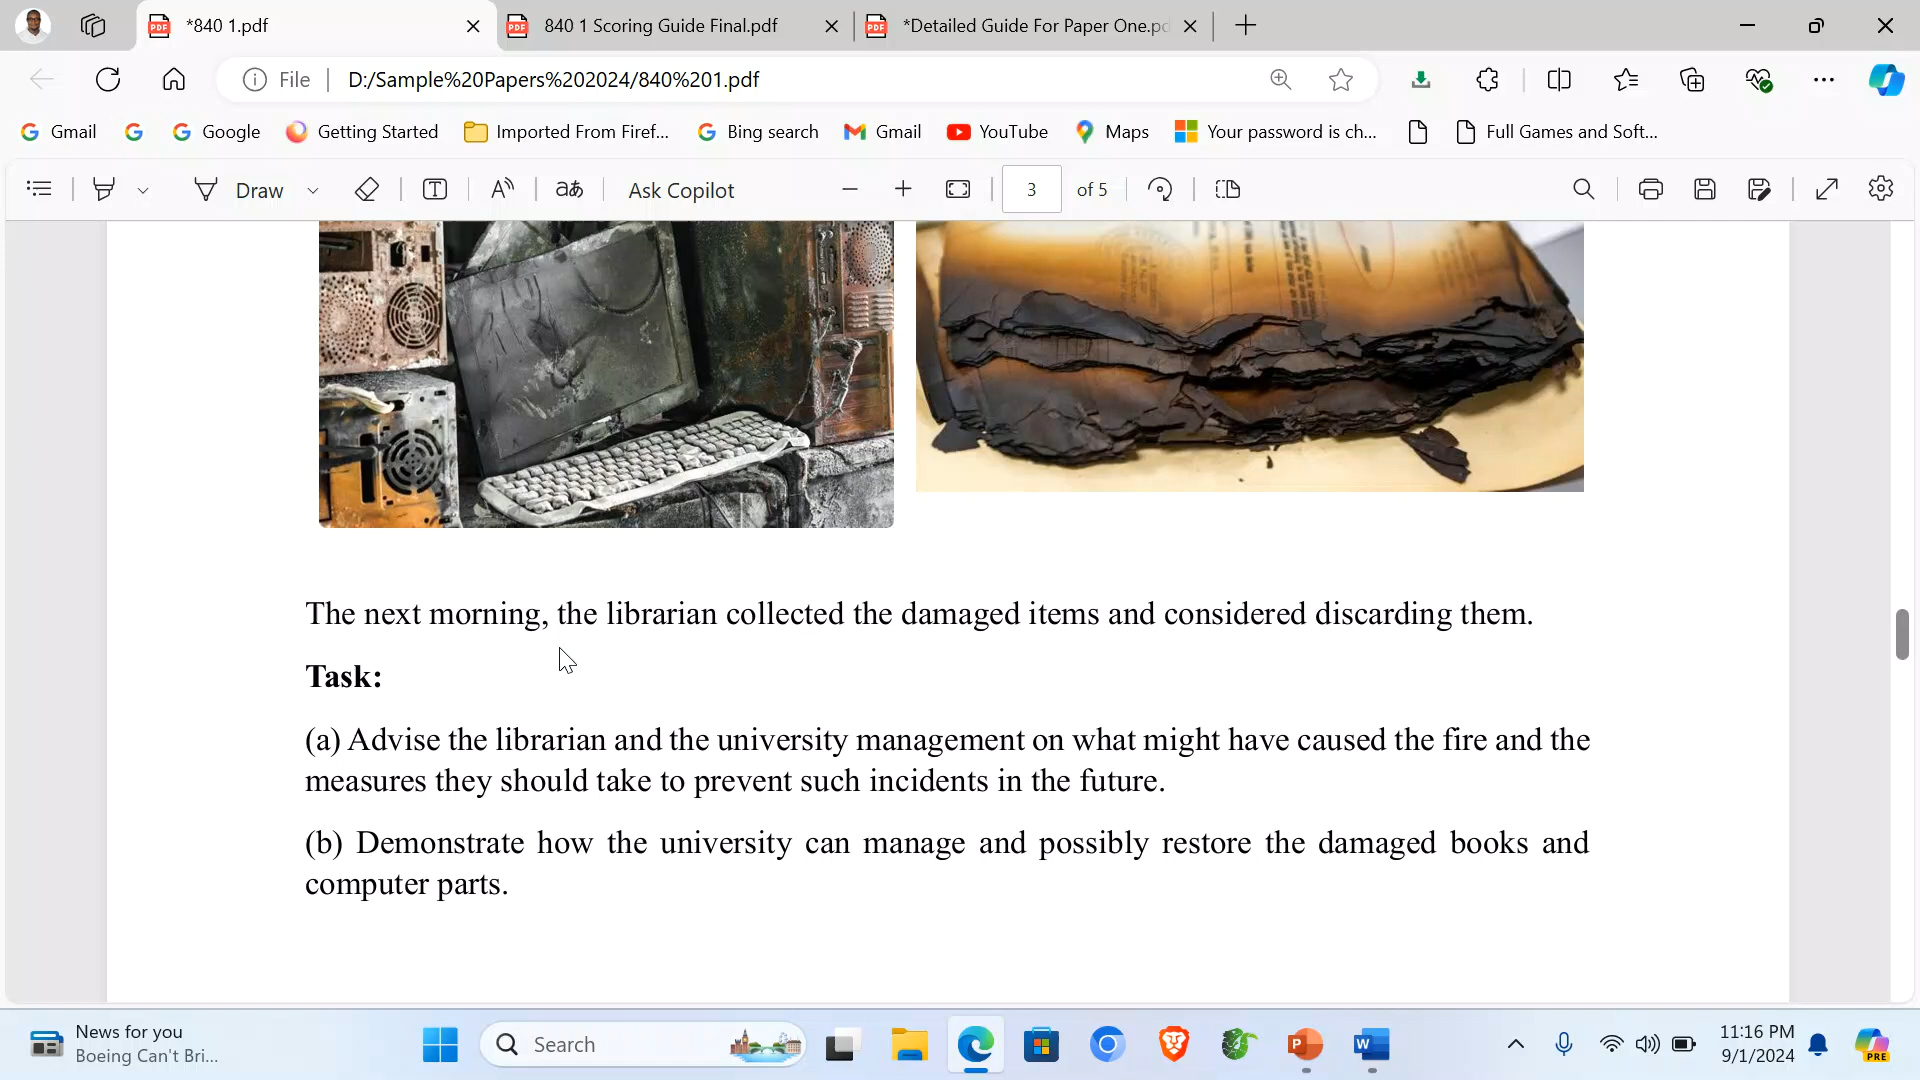 *840 1.pdf
840 1 Scoring Guide Final.pdf
*Detailed Guide For Paper One.pd
File
D:/Sample%20Papers%202024/840%201.pdf
Gmail
Google
Getting Started
Imported From Firef...
Bing search
Gmail
YouTube
Maps
Your password is ch...
Full Games and Soft...
Draw
Ask Copilot
3
of 5
The next morning, the librarian collected the damaged items and considered discarding them.
Task:
(a) Advise the librarian and the university management on what might have caused the fire and the
measures they should take to prevent such incidents in the future.
(b) Demonstrate how the university can manage and possibly restore the damaged books and
computer parts.
News for you
Boeing Can't Bri...
Search
11:16 PM
9/1/2024